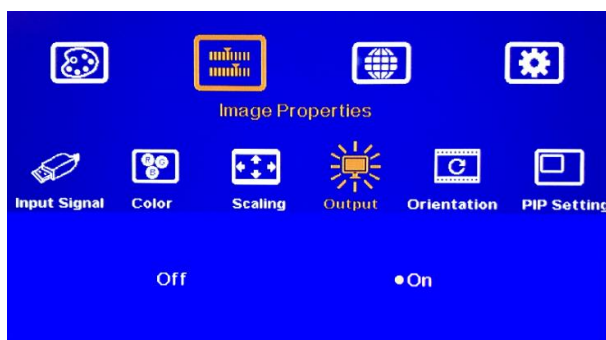 Image Properties
Input Signal Color Scaling Output Orientation PIP Setting
R G B
Off ●On